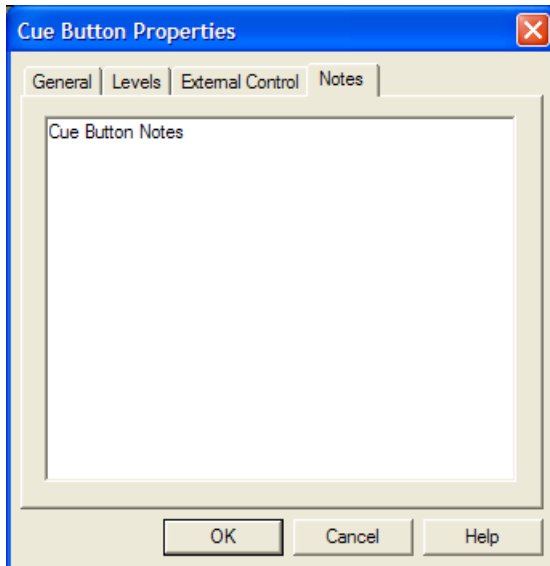 Cue Button Properties
General Levels External Control Notes
Cue Button Notes
OK Cancel Help